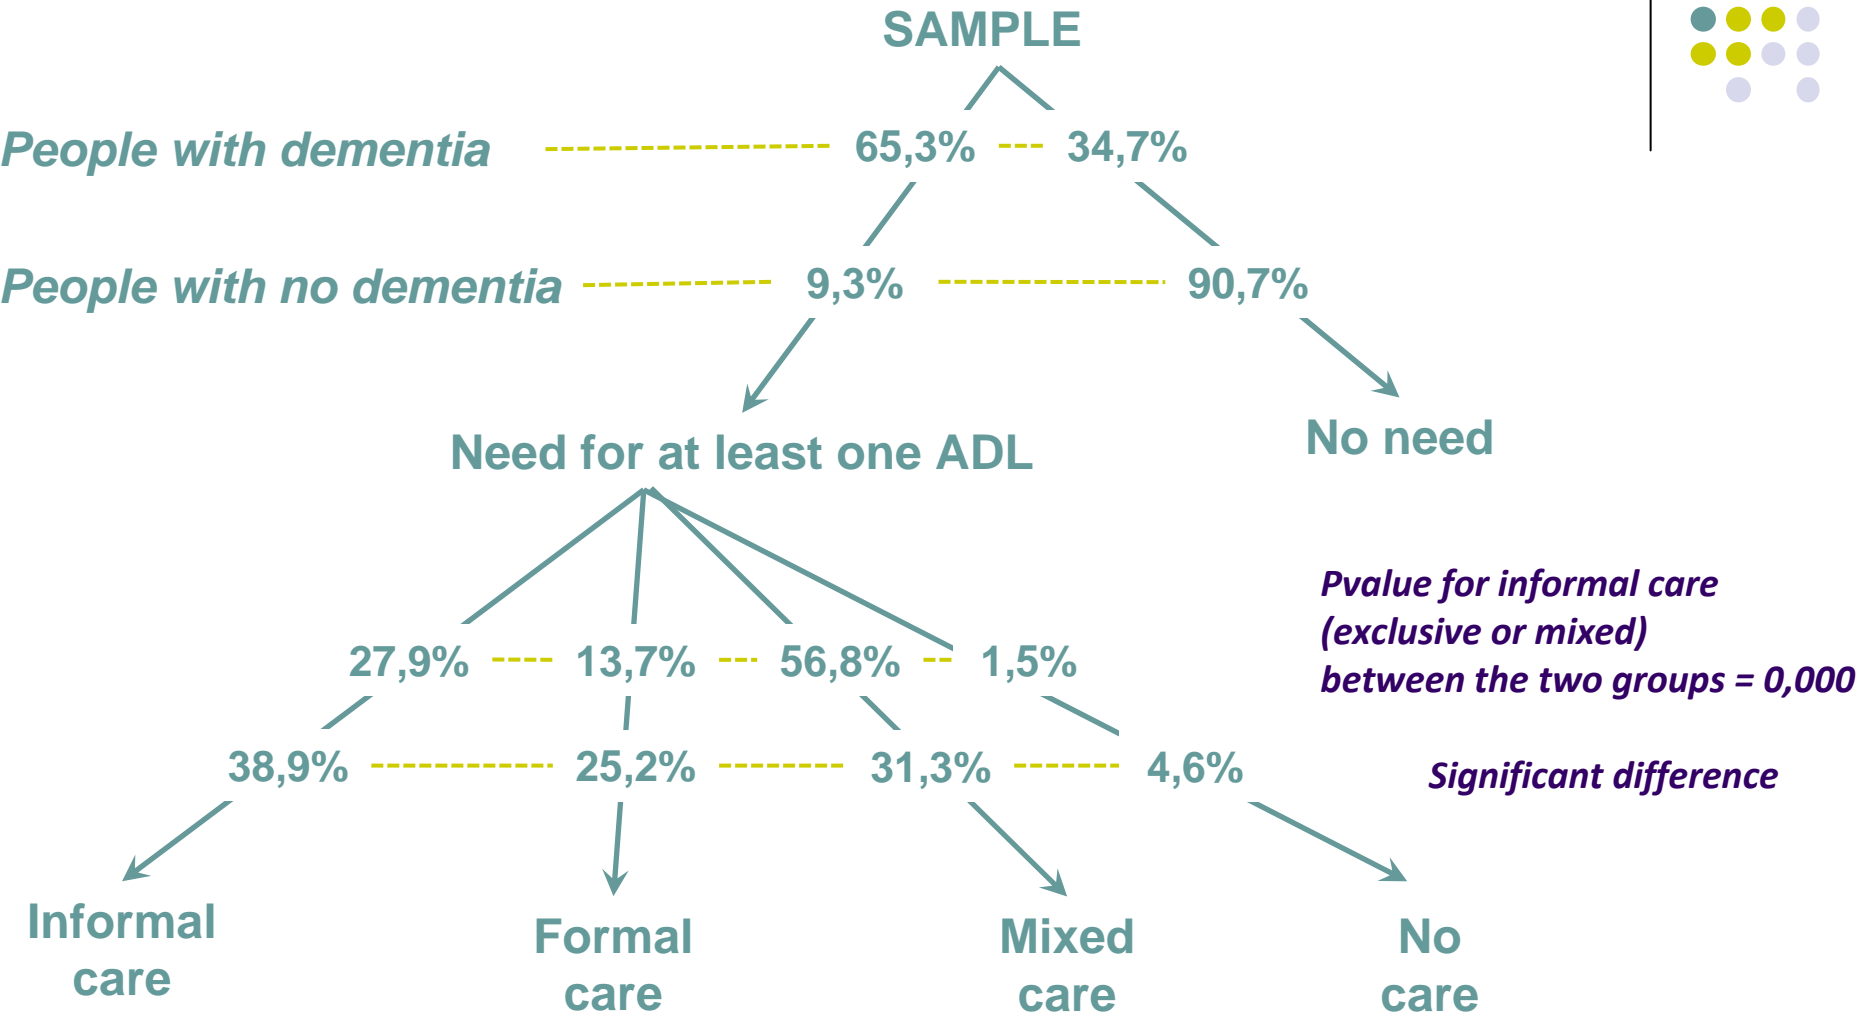 SAMPLE
People with dementia 65,3% 34,7%
People with no dementia 9,3% 90,7%
Need for at least one ADL
No need
Pvalue for informal care
(exclusive or mixed)
between the two groups = 0,000
27,9% 13,7% 56,8% 1,5%
38,9% 25,2% 31,3% 4,6%
Significant difference
Informal
care
Formal
care
Mixed
care
No
care